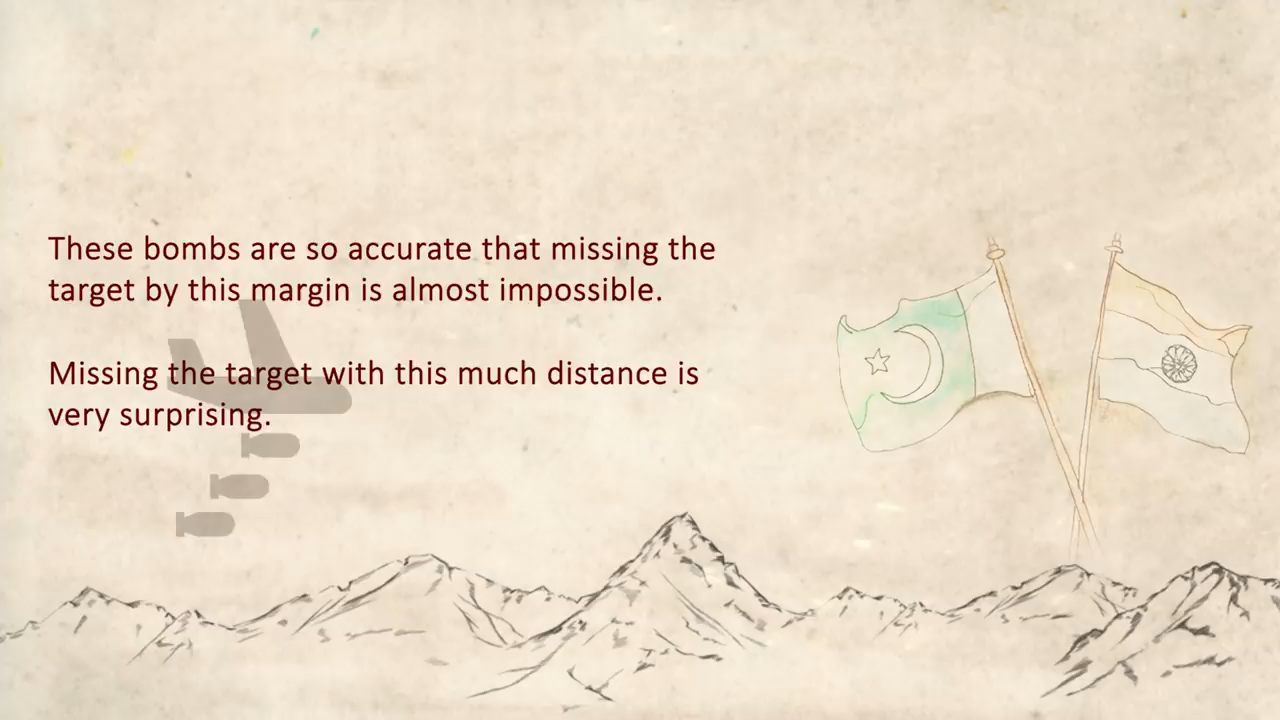 These bombs are so accurate that missing the
target by this margin is almost impossible.
Missing the target with this much distance is
very surprising.